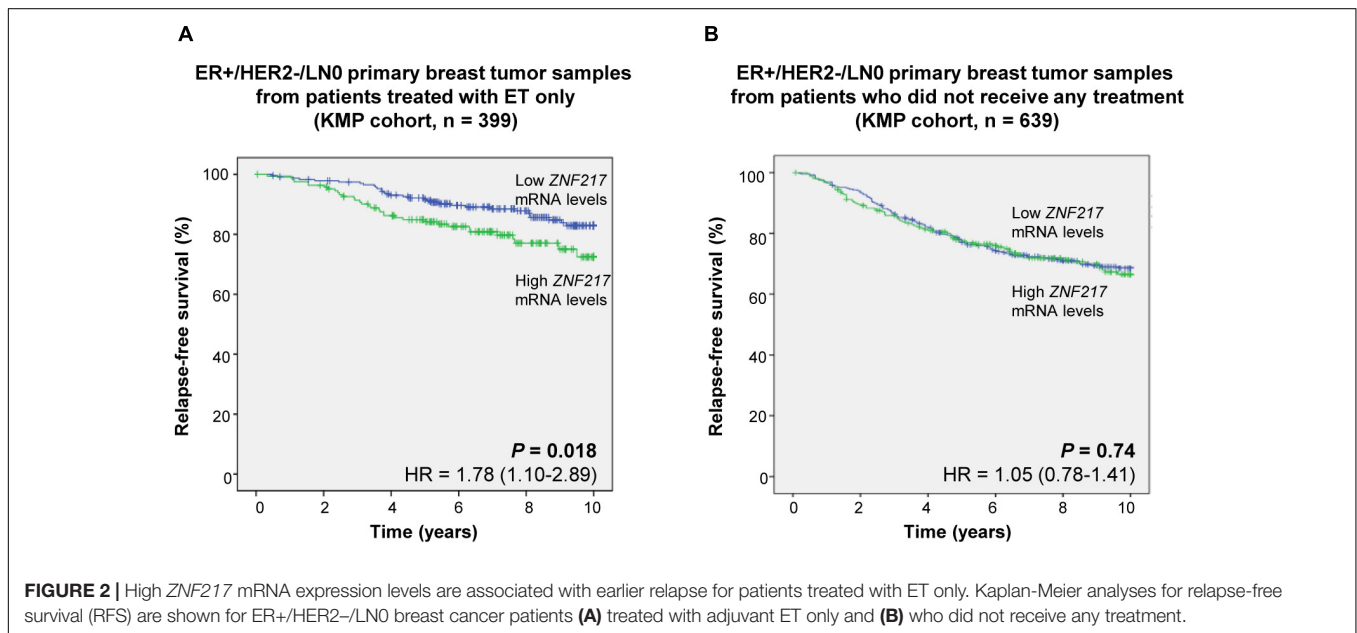 A
ER+/HER2-/LN0 primary breast tumor samples
from patients treated with ET only
(KMP cohort, n = 399)
Relapse-free survival (%)
100
80
60
40
20
0
Low ZNF217
mRNA levels
High ZNF217
mRNA levels
P = 0.018
HR = 1.78 (1.10-2.89)
0 2 4 6 8 10
Time (years)
B
ER+/HER2-/LN0 primary breast tumor samples
from patients who did not receive any treatment
(KMP cohort, n = 639)
Relapse-free survival (%)
100
80
60
40
20
0
Low ZNF217
mRNA levels
High ZNF217
mRNA levels
P = 0.74
HR = 1.05 (0.78-1.41)
0 2 4 6 8 10
Time (years)
FIGURE 2 | High ZNF217 mRNA expression levels are associated with earlier relapse for patients treated with ET only. Kaplan-Meier analyses for relapse-free
survival (RFS) are shown for ER+/HER2–/LN0 breast cancer patients (A) treated with adjuvant ET only and (B) who did not receive any treatment.